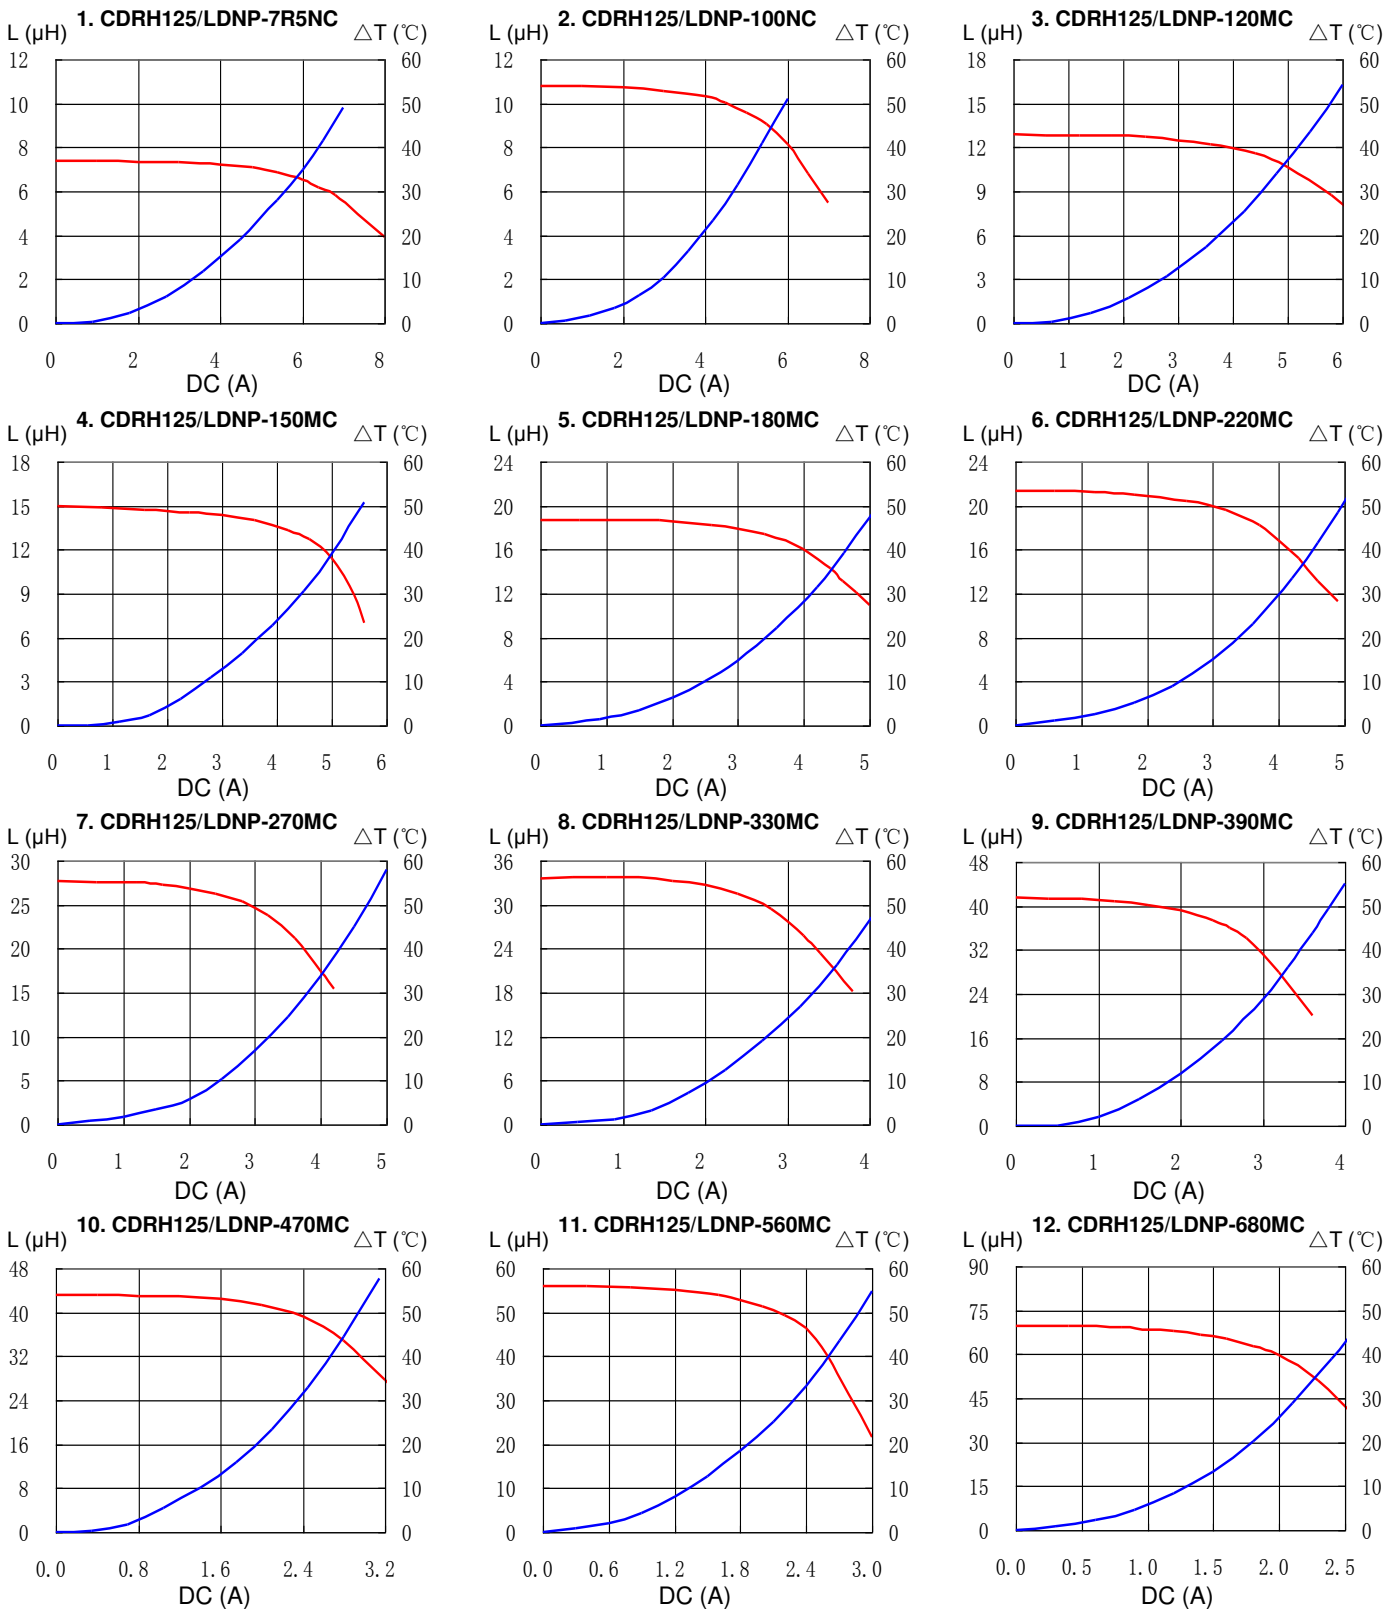 1. CDRH125/LDNP-7R5NC
L (μH) △T (℃)
12 60
10 50
8 40
6 30
4 20
2 10
0 0
0 2 4 6 8
DC (A)
2. CDRH125/LDNP-100NC
L (μH) △T (℃)
12 60
10 50
8 40
6 30
4 20
2 10
0 0
0 2 4 6 8
DC (A)
3. CDRH125/LDNP-120MC
L (μH) △T (℃)
18 60
15 50
12 40
9 30
6 20
3 10
0 0
0 1 2 3 4 5 6
DC (A)
4. CDRH125/LDNP-150MC
L (μH) △T (℃)
18 60
15 50
12 40
9 30
6 20
3 10
0 0
0 1 2 3 4 5 6
DC (A)
5. CDRH125/LDNP-180MC
L (μH) △T (℃)
24 60
20 50
16 40
12 30
8 20
4 10
0 0
0 1 2 3 4 5
DC (A)
6. CDRH125/LDNP-220MC
L (μH) △T (℃)
24 60
20 50
16 40
12 30
8 20
4 10
0 0
0 1 2 3 4 5
DC (A)
7. CDRH125/LDNP-270MC
L (μH) △T (℃)
30 60
25 50
20 40
15 30
10 20
5 10
0 0
0 1 2 3 4 5
DC (A)
8. CDRH125/LDNP-330MC
L (μH) △T (℃)
36 60
30 50
24 40
18 30
12 20
6 10
0 0
0 1 2 3 4
DC (A)
9. CDRH125/LDNP-390MC
L (μH) △T (℃)
48 60
40 50
32 40
24 30
16 20
8 10
0 0
0 1 2 3 4
DC (A)
10. CDRH125/LDNP-470MC
L (μH) △T (℃)
48 60
40 50
32 40
24 30
16 20
8 10
0 0
0.0 0.8 1.6 2.4 3.2
DC (A)
11. CDRH125/LDNP-560MC
L (μH) △T (℃)
60 60
50 50
40 40
30 30
20 20
10 10
0 0
0.0 0.6 1.2 1.8 2.4 3.0
DC (A)
12. CDRH125/LDNP-680MC
L (μH) △T (℃)
90 60
75 50
60 40
45 30
30 20
15 10
0 0
0.0 0.5 1.0 1.5 2.0 2.5
DC (A)